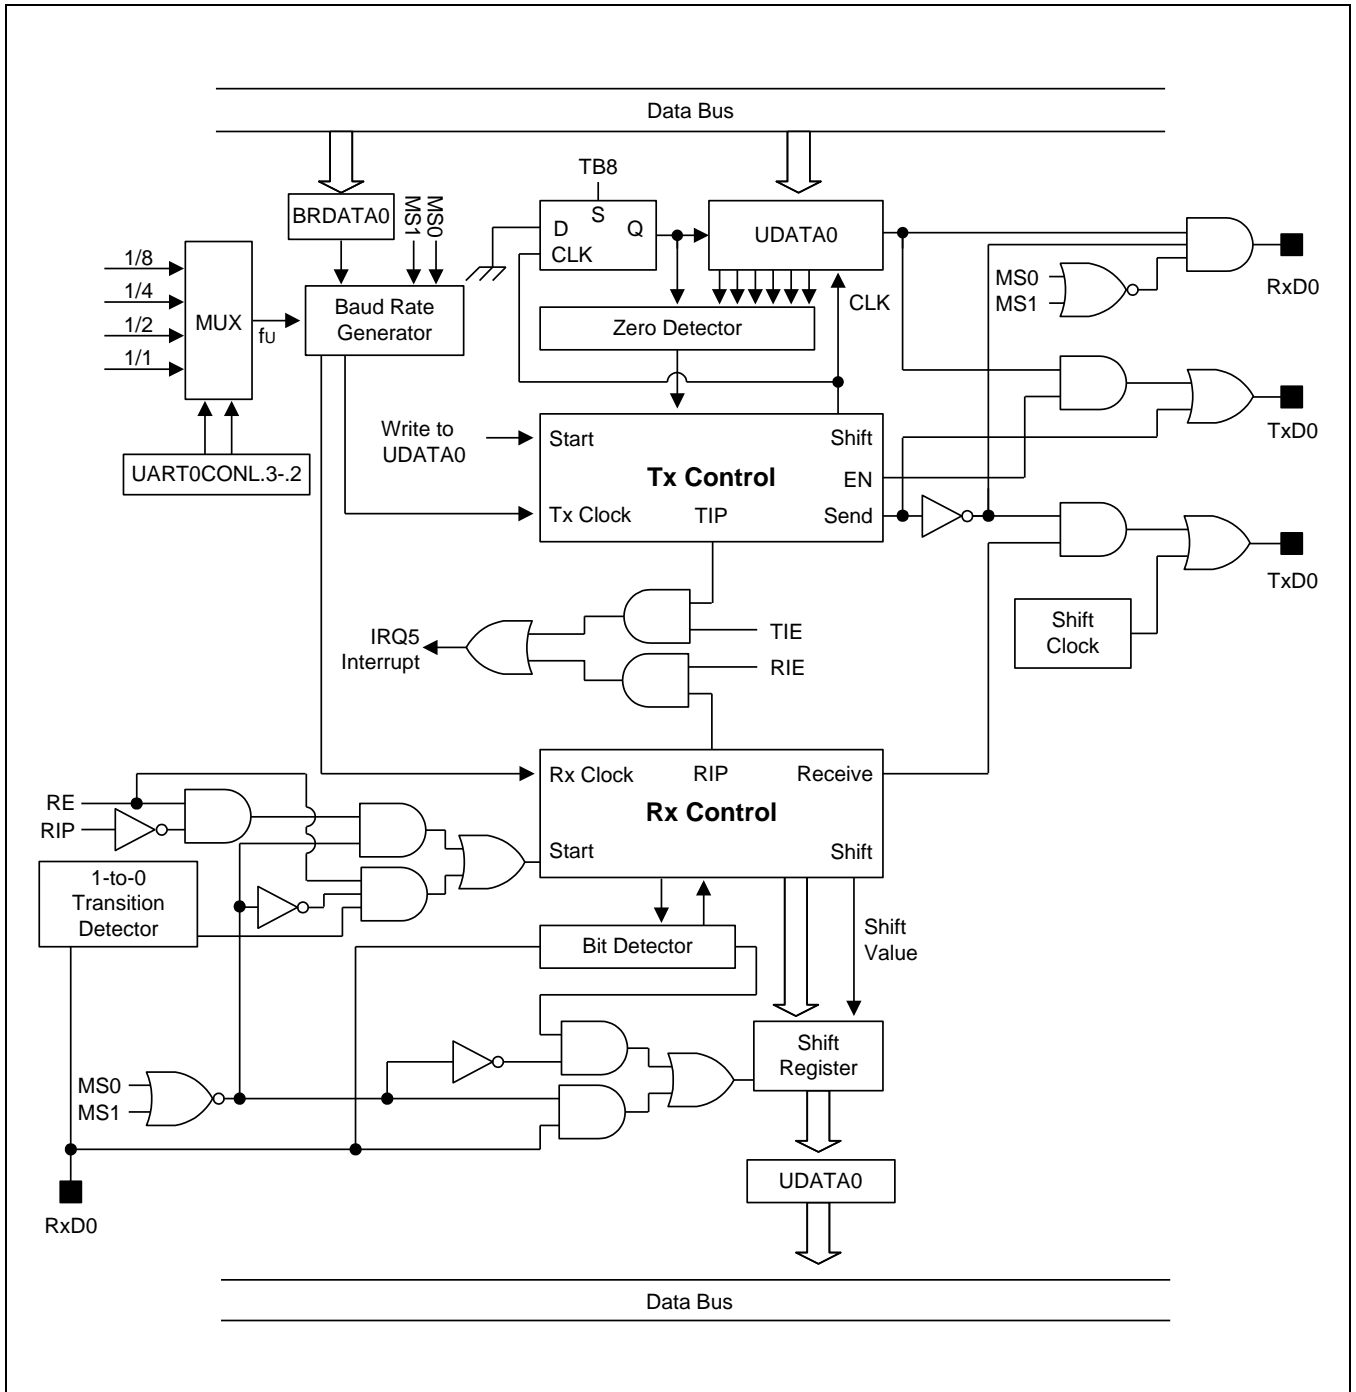 Data Bus
TB8
BRDATA0
MS1
MS0
D
S
Q
CLK
UDATA0
1/8
1/4
1/2
1/1
MUX
fU
Baud Rate
Generator
Zero Detector
CLK
MS0
MS1
RxD0
UART0CONL.3-.2
Write to
UDATA0
Start
Shift
Tx Control
EN
Tx Clock
TIP
Send
TxD0
TxD0
Shift
Clock
IRQ5
Interrupt
TIE
RIE
RE
RIP
Rx Clock
RIP
Receive
Rx Control
Start
Shift
1-to-0
Transition
Detector
Bit Detector
Shift
Value
Shift
Register
MS0
MS1
UDATA0
RxD0
Data Bus